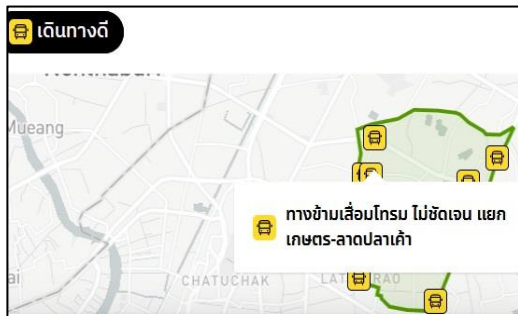 เดินทางดี
Mueang
ทางข้ามเสื่อมโทรม ไม่ชัดเจน แยก
เกษตร-ลาดปลาเค้า
CHATUCHAK